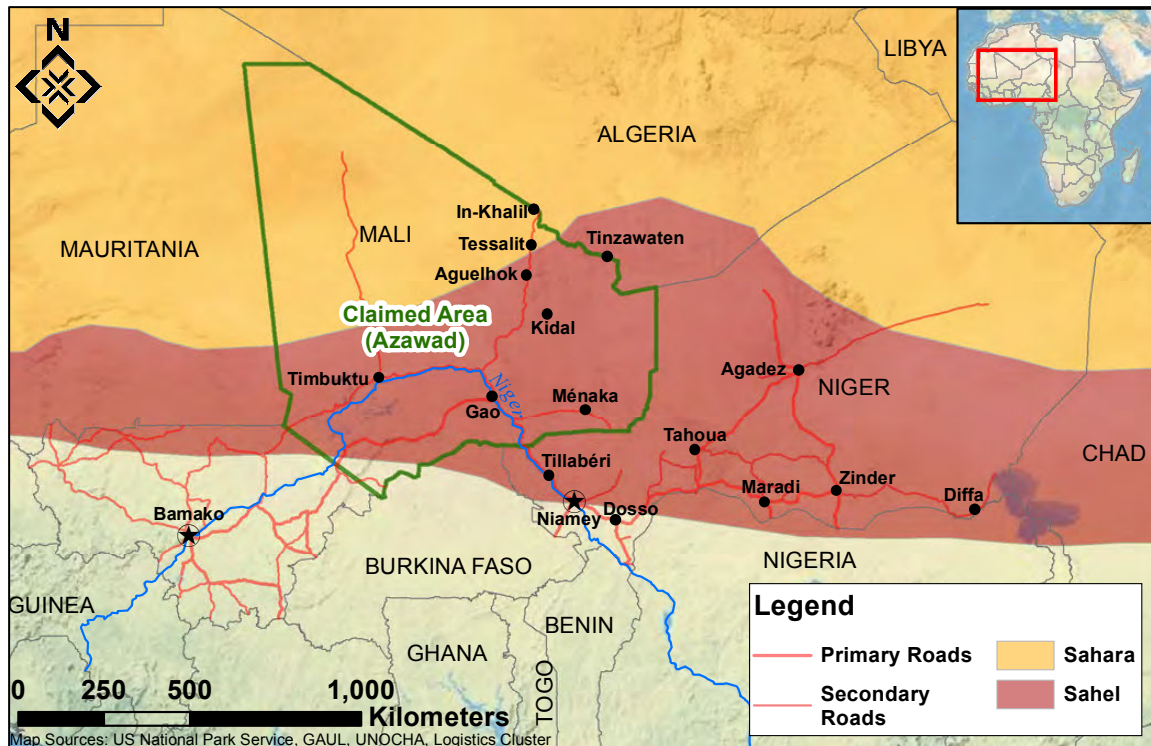 N
LIBYA
ALGERIA
In-Khalil
MAURITANIA
MALI
Tessalit
Tinzawaten
Aguelhok
Claimed Area
(Azawad)
Kidal
Timbuktu
Niger
Gao
Ménaka
Agadez
NIGER
Tahoua
CHAD
Tillabéri
Maradi
Zinder
Diffa
Bamako
Niamey
Dosso
BURKINA FASO
NIGERIA
GUINEA
BENIN
GHANA
TOGO
Legend
Primary Roads
Sahara
Secondary
Roads
Sahel
0 250 500 1,000
Kilometers
Map Sources: US National Park Service, GAUL, UNOCHA, Logistics Cluster